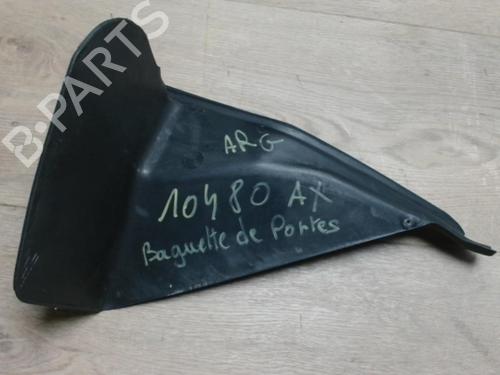 B-PARTS
ARG
10480 AX
Baguette de Portes